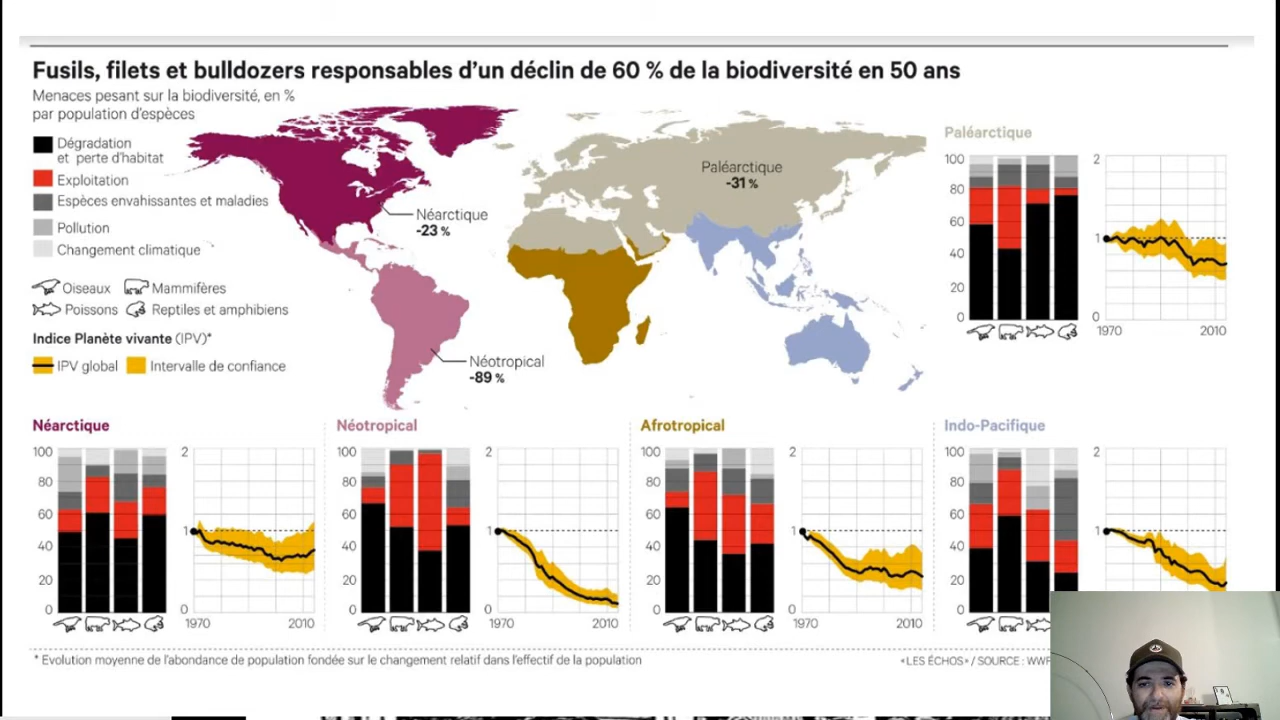 Fusils, filets et bulldozers responsables d'un déclin de 60 % de la biodiversité en 50 ans
Menaces pesant sur la biodiversité, en %
par population d'espèces
Dégradation
et perte d'habitat
Exploitation
Espèces envahissantes et maladies
Pollution
Changement climatique
Oiseaux
Mammifères
Poissons
Reptiles et amphibiens
Indice Planète vivante (IPV)*
IPV global
Intervalle de confiance
Néarctique
-23 %
Paléarctique
-31 %
Néotropical
-89 %
Paléarctique
100
80
60
40
20
0
2
1
0
1970
2010
Néarctique
100
80
60
40
20
0
2
1
0
1970
2010
Néotropical
100
80
60
40
20
0
2
1
0
1970
2010
Afrotropical
100
80
60
40
20
0
2
1
0
1970
2010
Indo-Pacifique
100
80
60
40
20
0
2
1
* Evolution moyenne de l'abondance de population fondée sur le changement relatif dans l'effectif de la population
«LES ÉCHOS» / SOURCE : WWF